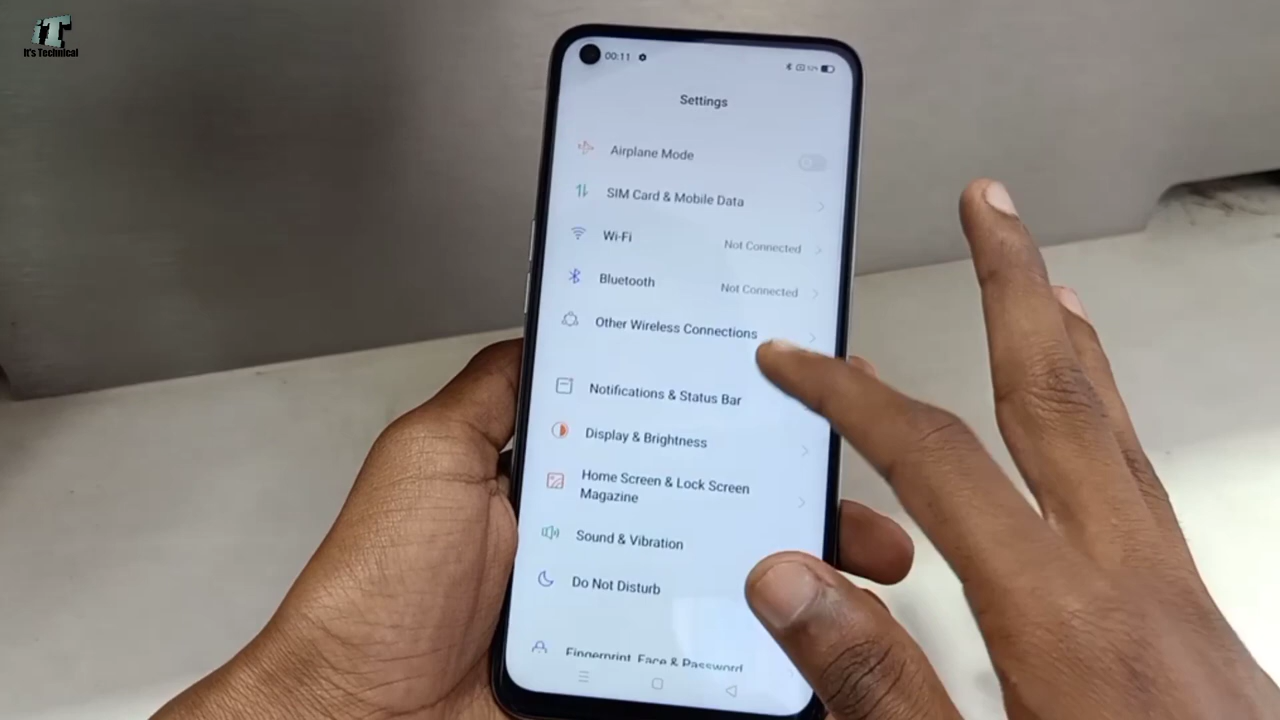 iT
It's Technical
00:11
Settings
Airplane Mode
SIM Card & Mobile Data
Wi-Fi Not Connected
Bluetooth Not Connected
Other Wireless Connections
Notifications & Status Bar
Display & Brightness
Home Screen & Lock Screen
Magazine
Sound & Vibration
Do Not Disturb
Fingerprint, Face & Password